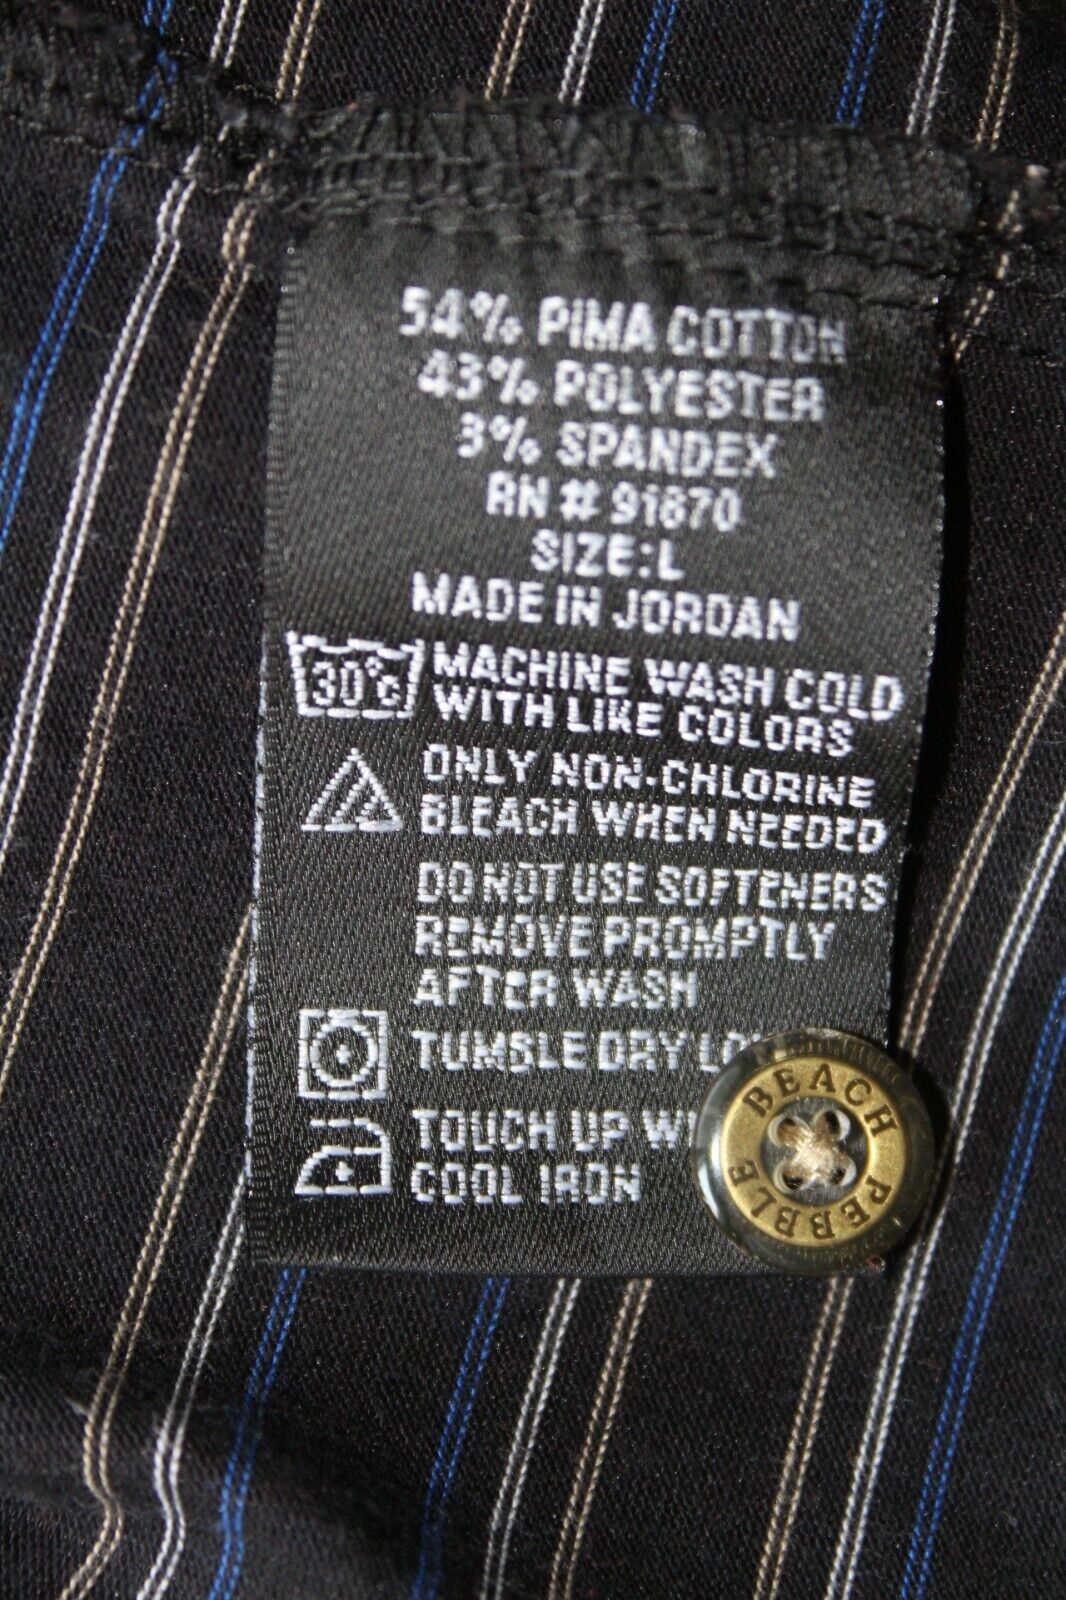 54% PIMA COTTON
43% POLYESTER
3% SPANDEX
RN # 91870
SIZE:L
MADE IN JORDAN
30°c MACHINE WASH COLD
WITH LIKE COLORS
ONLY NON-CHLORINE
BLEACH WHEN NEEDED
DO NOT USE SOFTENERS
REMOVE PROMPTLY
AFTER WASH
TUMBLE DRY
TOUCH UP
COOL IRON
BEACH PEBBLE